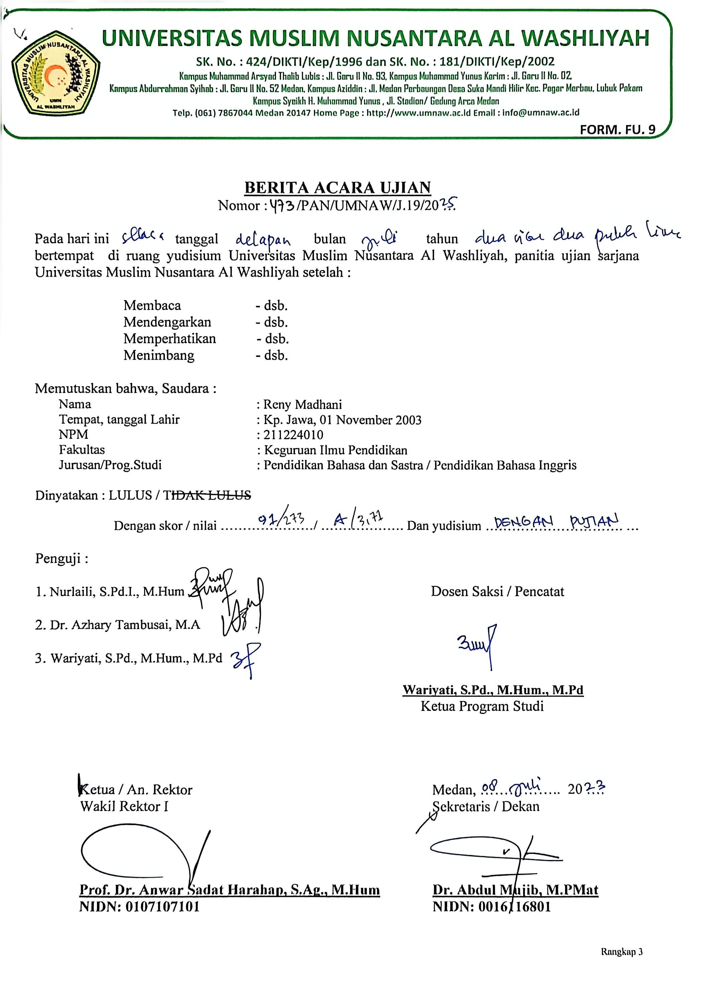 UNIVERSITAS MUSLIM NUSANTARA AL WASHLIYAH
UNIVERSITAS MUSLIM NUSANTARA AL WASHLIYAH
UMN
AL WASHLIYAH
SK. No. : 424/DIKTI/Kep/1996 dan SK. No. : 181/DIKTI/Kep/2002
Kampus Muhammad Arsyad Thalib Lubis : Jl. Garu II No. 93, Kampus Muhammad Yunus Karim : Jl. Garu II No. 02,
Kampus Abdurrahman Syihab : Jl. Garu II No. 52 Medan, Kampus Aziddin : Jl. Medan Perbaungan Desa Suka Mandi Hilir Kec. Pagar Merbau, Lubuk Pakam
Kampus Syaikh H. Muhammad Yunus , Jl. Stadion/ Gedung Arca Medan
Telp. (061) 7867044 Medan 20147 Home Page : http://www.umnaw.ac.id Email : info@umnaw.ac.id
FORM. FU. 9
BERITA ACARA UJIAN
Nomor : 473/PAN/UMNAW/J.19/2025
Pada hari ini selasa tanggal delapan bulan juli tahun dua ribu dua puluh lima
bertempat di ruang yudisium Universitas Muslim Nusantara Al Washliyah, panitia ujian sarjana
Universitas Muslim Nusantara Al Washliyah setelah :
Membaca - dsb.
Mendengarkan - dsb.
Memperhatikan - dsb.
Menimbang - dsb.
Memutuskan bahwa, Saudara :
Nama : Reny Madhani
Tempat, tanggal Lahir : Kp. Jawa, 01 November 2003
NPM : 211224010
Fakultas : Keguruan Ilmu Pendidikan
Jurusan/Prog.Studi : Pendidikan Bahasa dan Sastra / Pendidikan Bahasa Inggris
Dinyatakan : LULUS / TIDAK LULUS
Dengan skor / nilai 91/273 / A/3,71 Dan yudisium DENGAN PUJIAN
Penguji :
1. Nurlaili, S.Pd.I., M.Hum
Dosen Saksi / Pencatat
2. Dr. Azhary Tambusai, M.A
3. Wariyati, S.Pd., M.Hum., M.Pd
Wariyati, S.Pd., M.Hum., M.Pd
Ketua Program Studi
Ketua / An. Rektor
Wakil Rektor I
Medan, 08 juli 2023
Sekretaris / Dekan
Prof. Dr. Anwar Sadat Harahap, S.Ag., M.Hum
NIDN: 0107107101
Dr. Abdul Mujib, M.PMat
NIDN: 0016116801
Rangkap 3